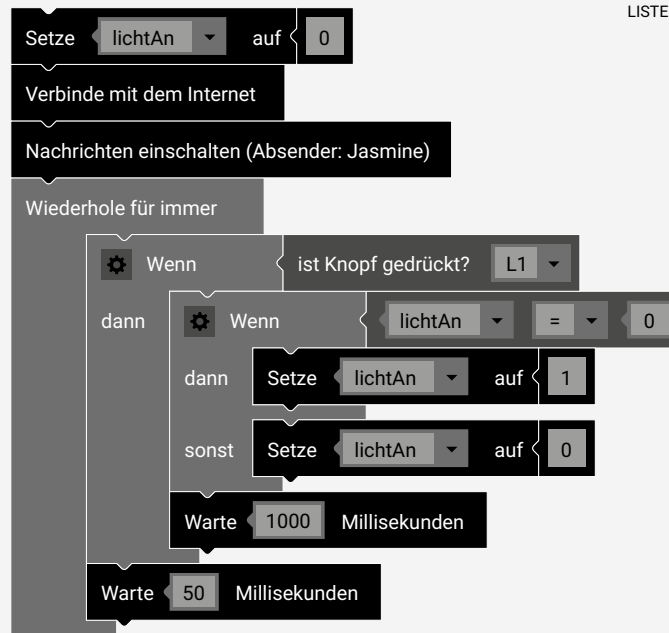 LISTE
Setze lichtAn auf 0
Verbinde mit dem Internet
Nachrichten einschalten (Absender: Jasmine)
Wiederhole für immer
Wenn ist Knopf gedrückt? L1
dann Wenn lichtAn = 0
dann Setze lichtAn auf 1
sonst Setze lichtAn auf 0
Warte 1000 Millisekunden
Warte 50 Millisekunden